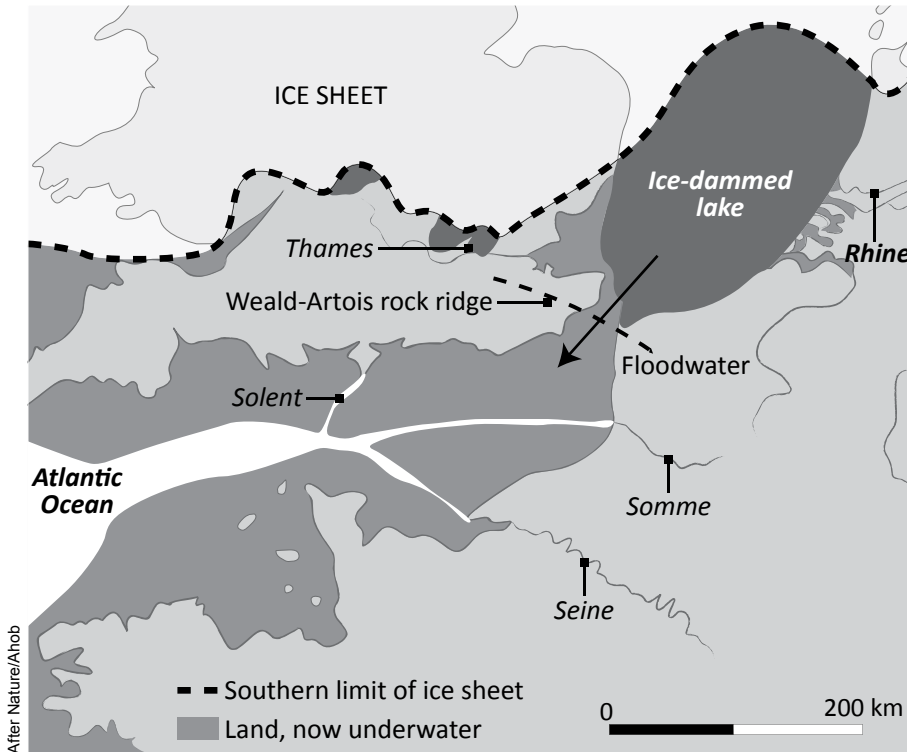 ICE SHEET
Ice-dammed
lake
Thames
Rhine
Weald-Artois rock ridge
Floodwater
Solent
Atlantic
Ocean
Somme
Seine
Southern limit of ice sheet
Land, now underwater
0 200 km
After Nature/Ahob